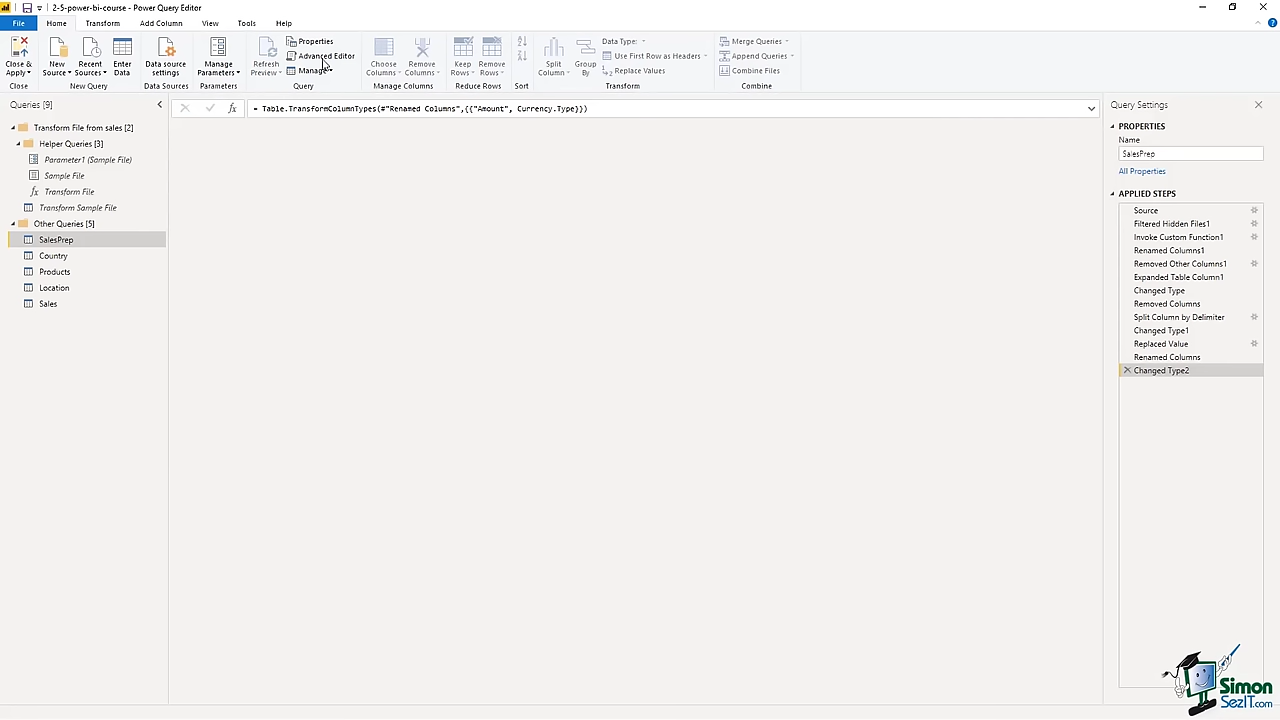 2-5-power-bi-course - Power Query Editor
File Home Transform Add Column View Tools Help
Close & Apply
New Source
Recent Sources
Enter Data
Data source settings
Manage Parameters
Refresh Preview
Properties
Advanced Editor
Manage
Choose Columns
Remove Columns
Keep Rows
Remove Rows
Split Column
Group By
Data Type:
Use First Row as Headers
Replace Values
Merge Queries
Append Queries
Combine Files
Close New Query Data Sources Parameters Query Manage Columns Reduce Rows Sort Transform Combine
Queries [9]
Transform File from sales [2]
Helper Queries [3]
Parameter1 (Sample File)
Sample File
fx Transform File
Transform Sample File
Other Queries [5]
SalesPrep
Country
Products
Location
Sales
fx = Table.TransformColumnTypes(#"Renamed Columns",{{"Amount", Currency.Type}})
Query Settings
PROPERTIES
Name
SalesPrep
All Properties
APPLIED STEPS
Source
Filtered Hidden Files1
Invoke Custom Function1
Renamed Columns1
Removed Other Columns1
Expanded Table Column1
Changed Type
Removed Columns
Split Column by Delimiter
Changed Type1
Replaced Value
Renamed Columns
Changed Type2
Simon
SezIT.com